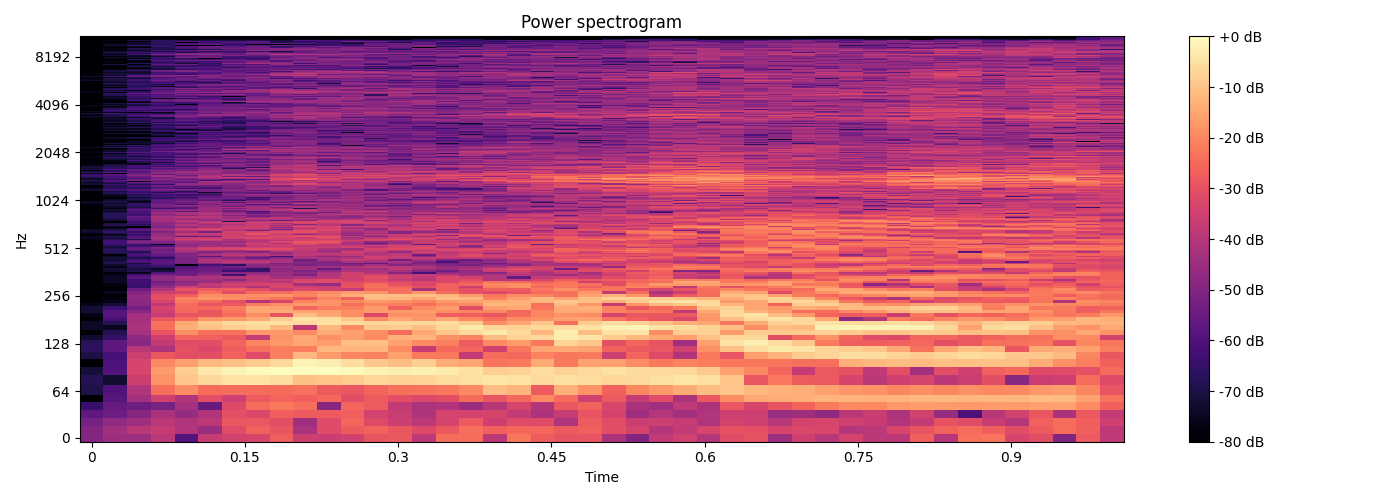 Power spectrogram
8192
4096
2048
1024
512
256
128
64
0
Hz
0
0.15
0.3
0.45
0.6
0.75
0.9
Time
+0 dB
-10 dB
-20 dB
-30 dB
-40 dB
-50 dB
-60 dB
-70 dB
-80 dB